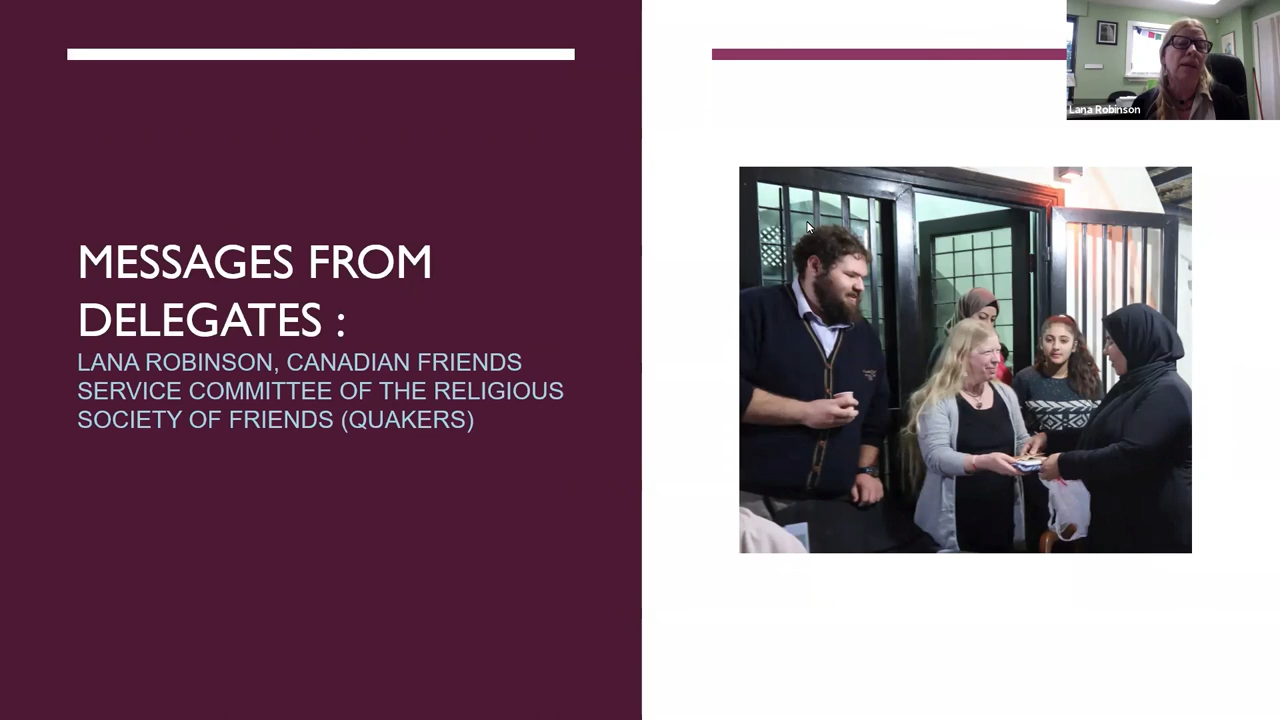 Lana Robinson
MESSAGES FROM
DELEGATES :
LANA ROBINSON, CANADIAN FRIENDS
SERVICE COMMITTEE OF THE RELIGIOUS
SOCIETY OF FRIENDS (QUAKERS)